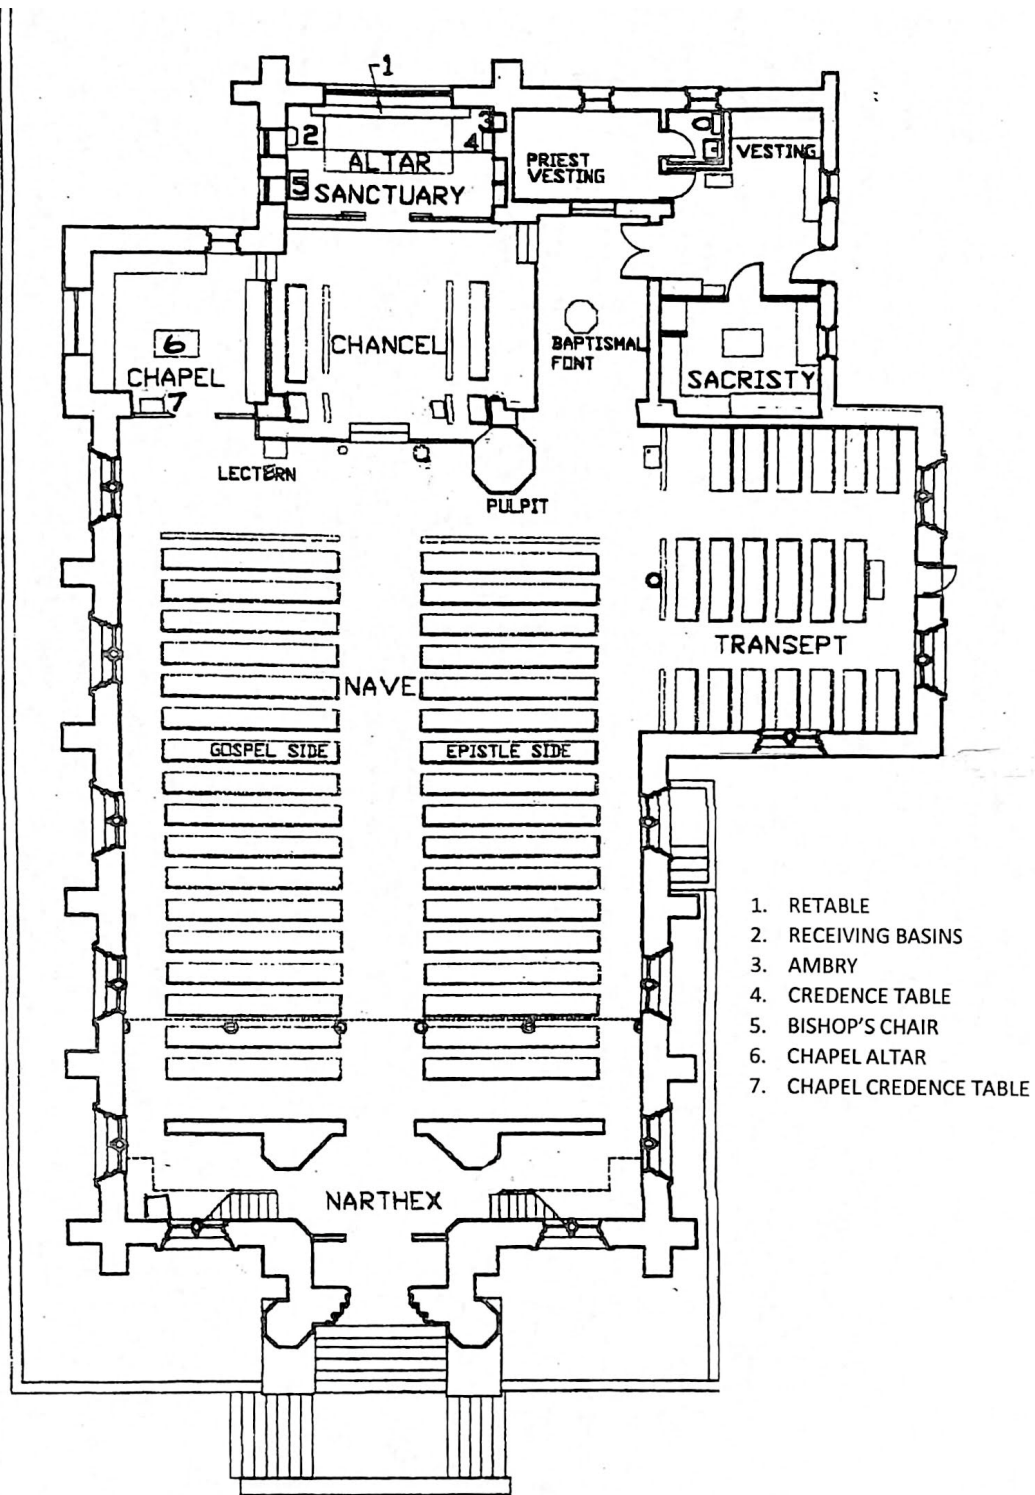 1
2
3
4
ALTAR
PRIEST
VESTING
VESTING
5
SANCTUARY
6
CHAPEL
7
CHANCEL
BAPTISMAL
FONT
SACRISTY
LECTERN
PULPIT
TRANSEPT
NAVE
GOSPEL SIDE
EPISTLE SIDE
1. RETABLE
2. RECEIVING BASINS
3. AMBRY
4. CREDENCE TABLE
5. BISHOP'S CHAIR
6. CHAPEL ALTAR
7. CHAPEL CREDENCE TABLE
NARTHEX